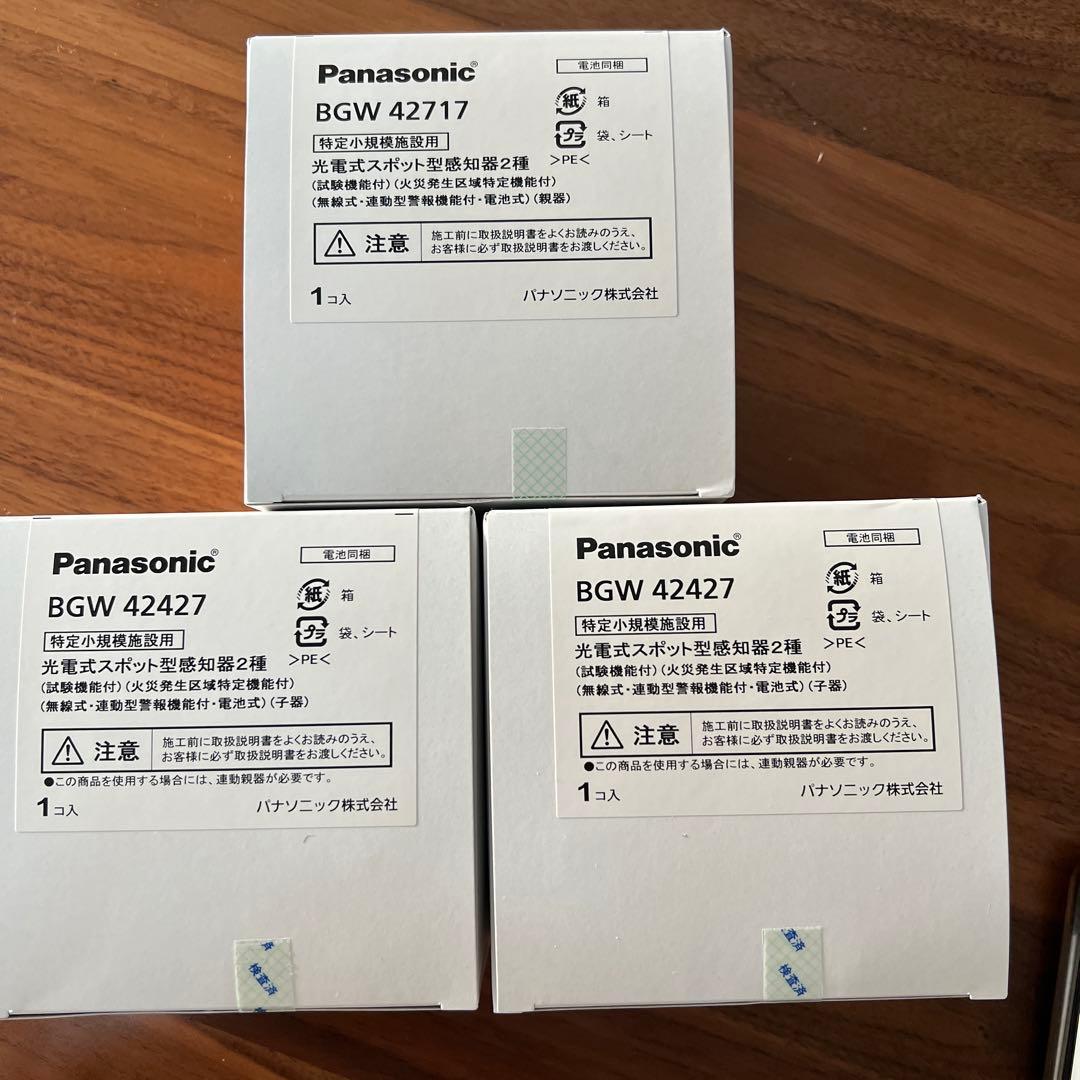 Panasonic®
電池同梱
BGW 42717
紙 箱
特定小規模施設用
プラ 袋、シート
光電式スポット型感知器2種
>PE<
(試験機能付)(火災発生区域特定機能付)
(無線式・連動型警報機能付・電池式)(親器)
注意
施工前に取扱説明書をよくお読みのうえ、
お客様に必ず取扱説明書をお渡しください。
1コ入
パナソニック株式会社
Panasonic®
電池同梱
BGW 42427
紙 箱
特定小規模施設用
プラ 袋、シート
光電式スポット型感知器2種
>PE<
(試験機能付)(火災発生区域特定機能付)
(無線式・連動型警報機能付・電池式)(子器)
注意
施工前に取扱説明書をよくお読みのうえ、
お客様に必ず取扱説明書をお渡しください。
●この商品を使用する場合には、連動親器が必要です。
1コ入
パナソニック株式会社
済
検査済
Panasonic®
電池同梱
BGW 42427
紙 箱
特定小規模施設用
プラ 袋、シート
光電式スポット型感知器2種
>PE<
(試験機能付)(火災発生区域特定機能付)
(無線式・連動型警報機能付・電池式)(子器)
注意
施工前に取扱説明書をよくお読みのうえ、
お客様に必ず取扱説明書をお渡しください。
●この商品を使用する場合には、連動親器が必要です。
1コ入
パナソニック株式会社
査済
検査済